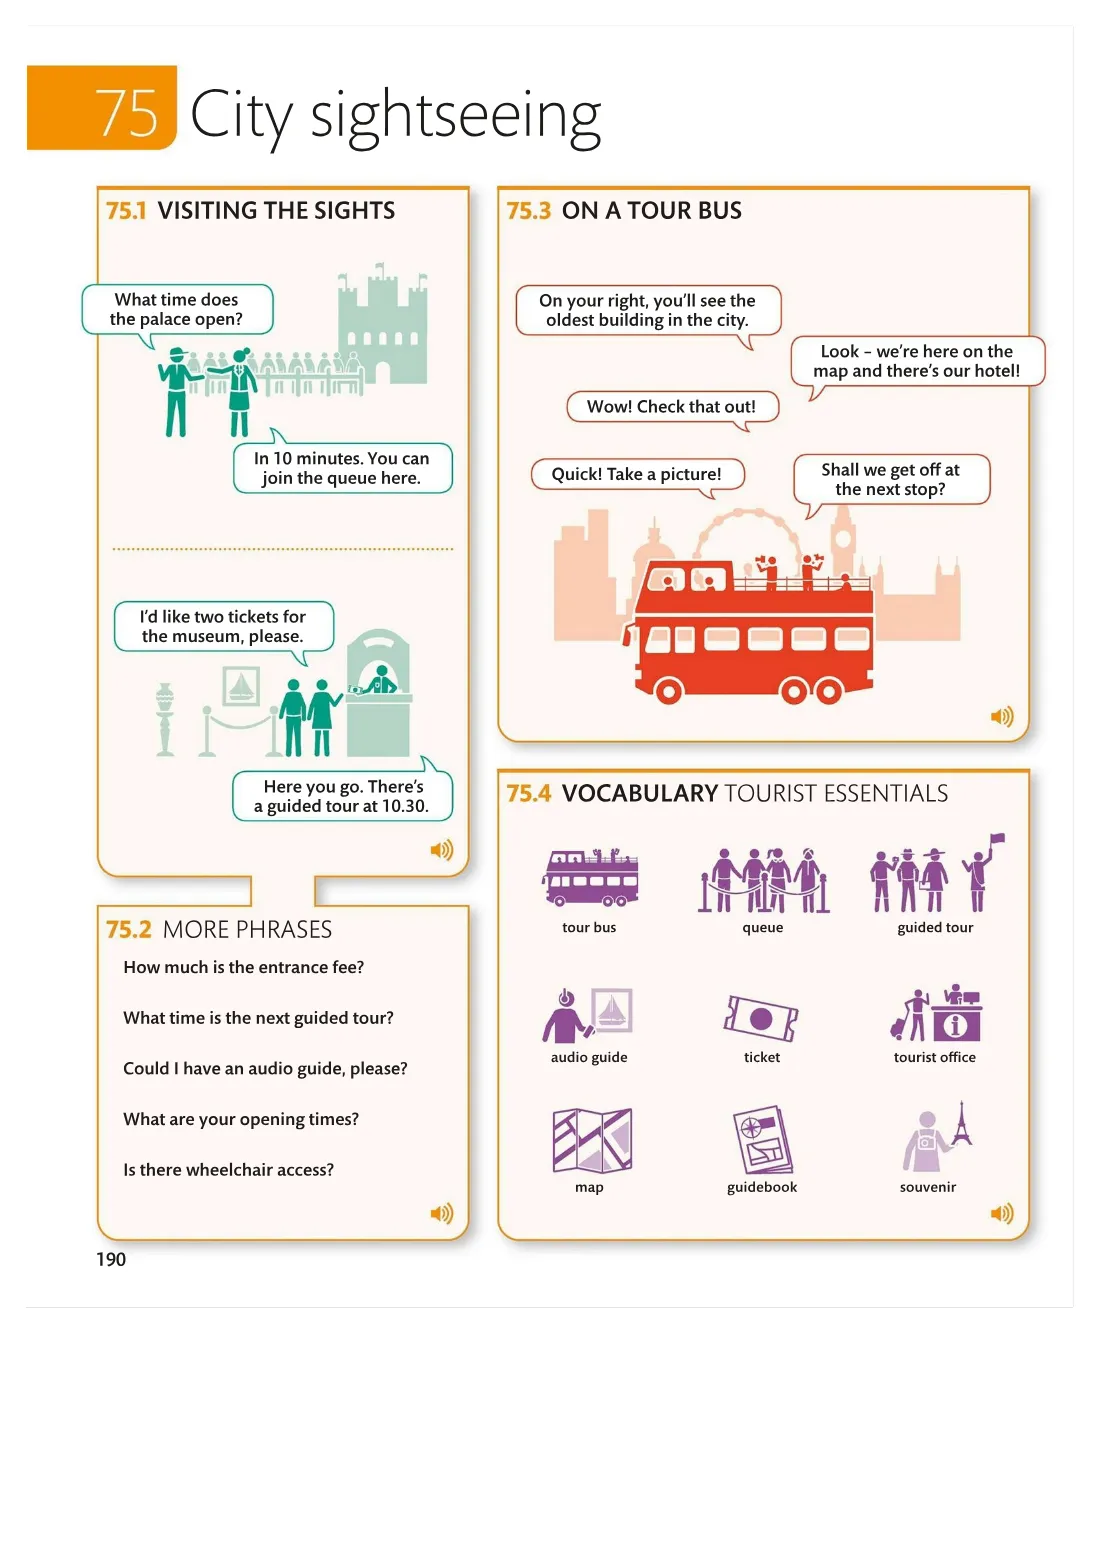 75 City sightseeing
75.1 VISITING THE SIGHTS
What time does
the palace open?
In 10 minutes. You can
join the queue here.
I'd like two tickets for
the museum, please.
Here you go. There's
a guided tour at 10.30.
75.2 MORE PHRASES
How much is the entrance fee?
What time is the next guided tour?
Could I have an audio guide, please?
What are your opening times?
Is there wheelchair access?
75.3 ON A TOUR BUS
On your right, you'll see the
oldest building in the city.
Look – we're here on the
map and there's our hotel!
Wow! Check that out!
Quick! Take a picture!
Shall we get off at
the next stop?
75.4 VOCABULARY TOURIST ESSENTIALS
tour bus
queue
guided tour
audio guide
ticket
i
tourist office
map
guidebook
souvenir
190